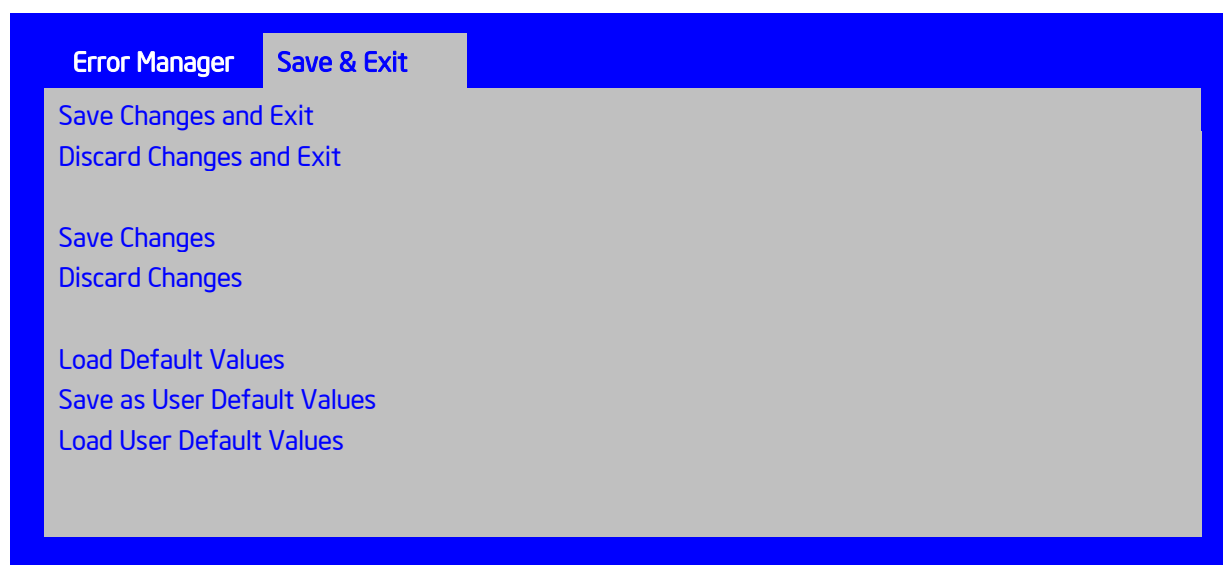 Error Manager Save & Exit
Save Changes and Exit
Discard Changes and Exit
Save Changes
Discard Changes
Load Default Values
Save as User Default Values
Load User Default Values